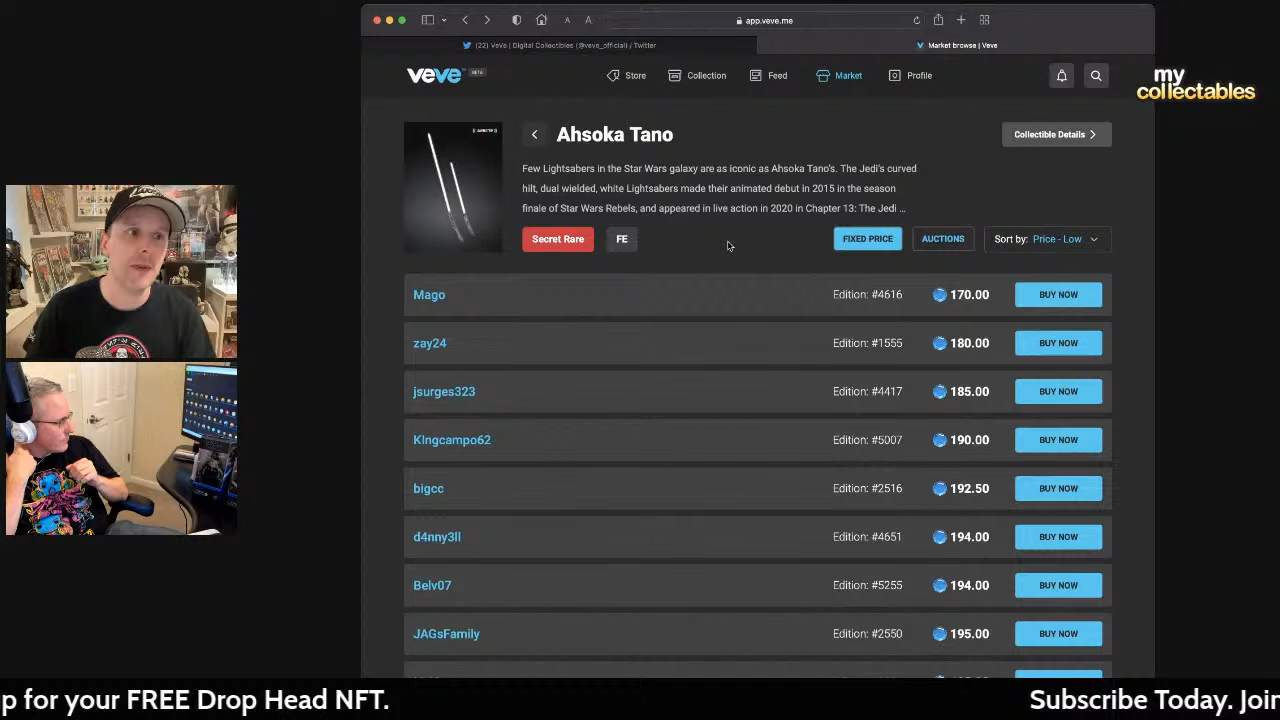 app.veve.me
(22) VeVe | Digital Collectibles (@veve_official) / Twitter
Market browse | Veve
veve BETA
Store
Collection
Feed
Market
Profile
my
collectables
Ahsoka Tano
Collectible Details
Few Lightsabers in the Star Wars galaxy are as iconic as Ahsoka Tano's. The Jedi's curved
hilt, dual wielded, white Lightsabers made their animated debut in 2015 in the season
finale of Star Wars Rebels, and appeared in live action in 2020 in Chapter 13: The Jedi ...
Secret Rare
FE
FIXED PRICE
AUCTIONS
Sort by: Price - Low
Mago Edition: #4616 170.00 BUY NOW
zay24 Edition: #1555 180.00 BUY NOW
jsurges323 Edition: #4417 185.00 BUY NOW
KIngcampo62 Edition: #5007 190.00 BUY NOW
bigcc Edition: #2516 192.50 BUY NOW
d4nny3ll Edition: #4651 194.00 BUY NOW
Belv07 Edition: #5255 194.00 BUY NOW
JAGsFamily Edition: #2550 195.00 BUY NOW
p for your FREE Drop Head NFT.
Subscribe Today. Join